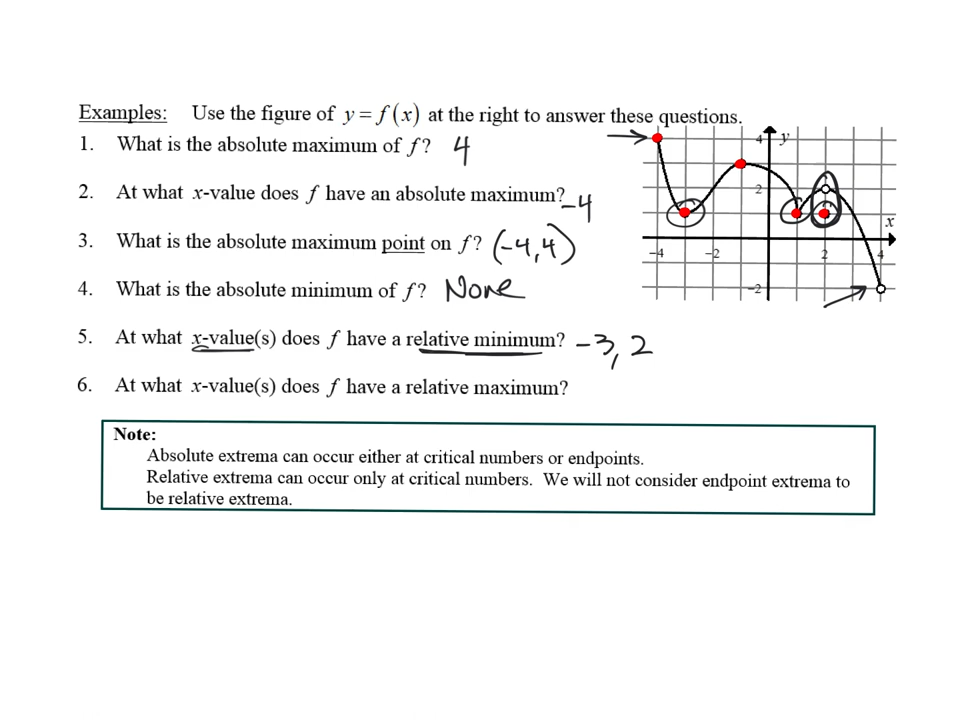 Examples: Use the figure of y = f(x) at the right to answer these questions.
1. What is the absolute maximum of f? 4
2. At what x-value does f have an absolute maximum? -4
3. What is the absolute maximum point on f? (-4,4)
4. What is the absolute minimum of f? None
5. At what x-value(s) does f have a relative minimum? -3, 2
6. At what x-value(s) does f have a relative maximum?
4 y
2
x
-4 -2 2 4
-2
Note:
Absolute extrema can occur either at critical numbers or endpoints.
Relative extrema can occur only at critical numbers. We will not consider endpoint extrema to
be relative extrema.